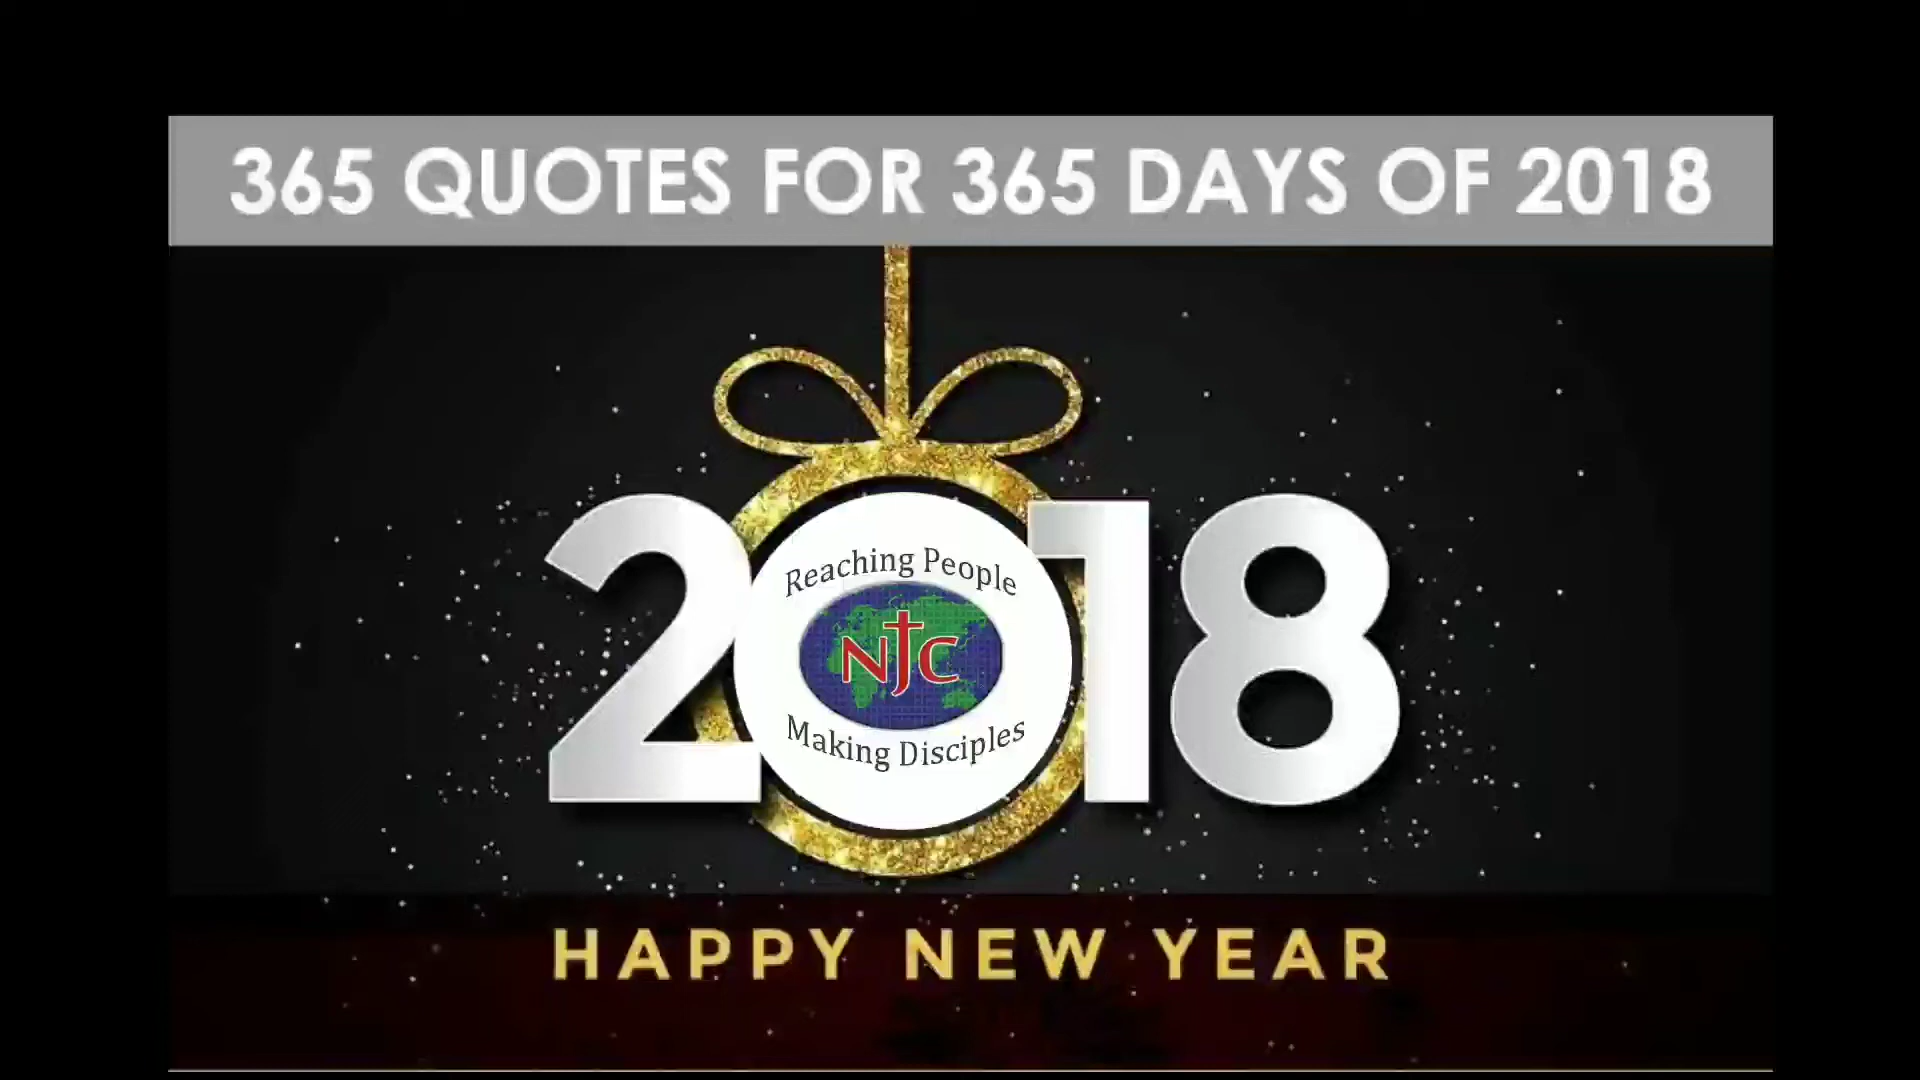 365 QUOTES FOR 365 DAYS OF 2018
2018
Reaching People
NJC
Making Disciples
HAPPY NEW YEAR